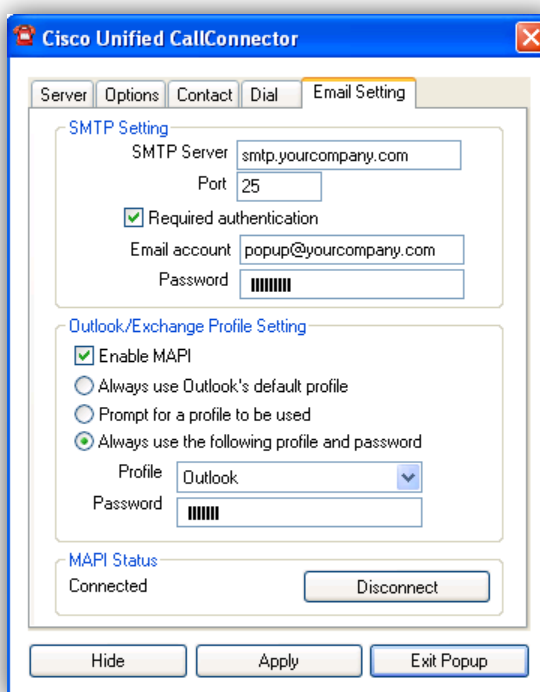 Cisco Unified CallConnector
Server Options Contact Dial Email Setting
SMTP Setting
SMTP Server smtp.yourcompany.com
Port 25
Required authentication
Email account popup@yourcompany.com
Password
Outlook/Exchange Profile Setting
Enable MAPI
Always use Outlook's default profile
Prompt for a profile to be used
Always use the following profile and password
Profile Outlook
Password
MAPI Status
Connected Disconnect
Hide Apply Exit Popup